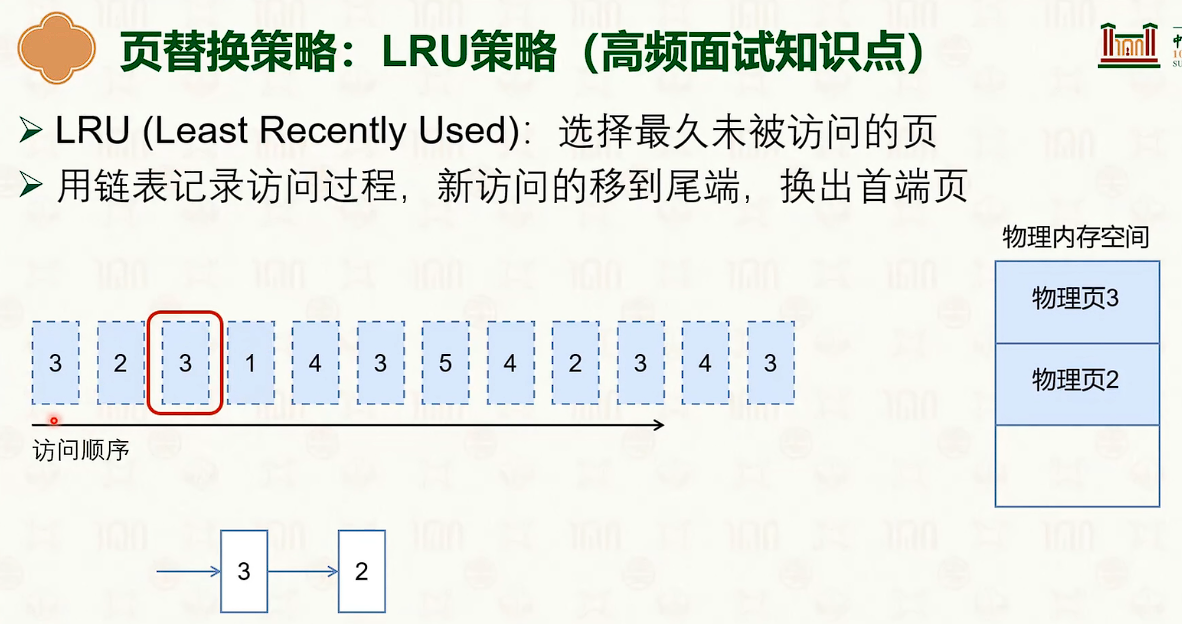 页替换策略：LRU策略（高频面试知识点）
LRU (Least Recently Used)：选择最久未被访问的页
用链表记录访问过程，新访问的移到尾端，换出首端页
物理内存空间
物理页3
物理页2
3 2 3 1 4 3 5 4 2 3 4 3
访问顺序
3 2